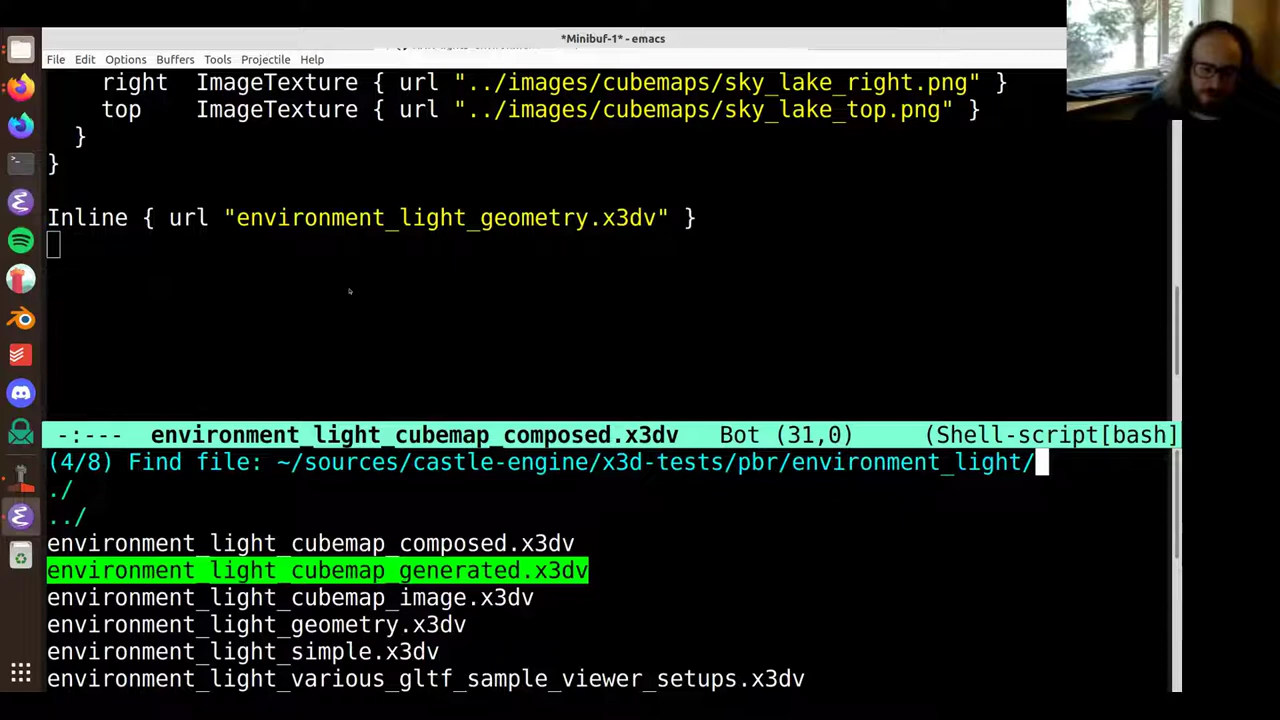 *Minibuf-1* - emacs
File Edit Options Buffers Tools Projectile Help
right ImageTexture { url "../images/cubemaps/sky_lake_right.png" }
top ImageTexture { url "../images/cubemaps/sky_lake_top.png" }
}
}
Inline { url "environment_light_geometry.x3dv" }
-:--- environment_light_cubemap_composed.x3dv Bot (31,0) (Shell-script[bash]
(4/8) Find file: ~/sources/castle-engine/x3d-tests/pbr/environment_light/
./
../
environment_light_cubemap_composed.x3dv
environment_light_cubemap_generated.x3dv
environment_light_cubemap_image.x3dv
environment_light_geometry.x3dv
environment_light_simple.x3dv
environment_light_various_gltf_sample_viewer_setups.x3dv